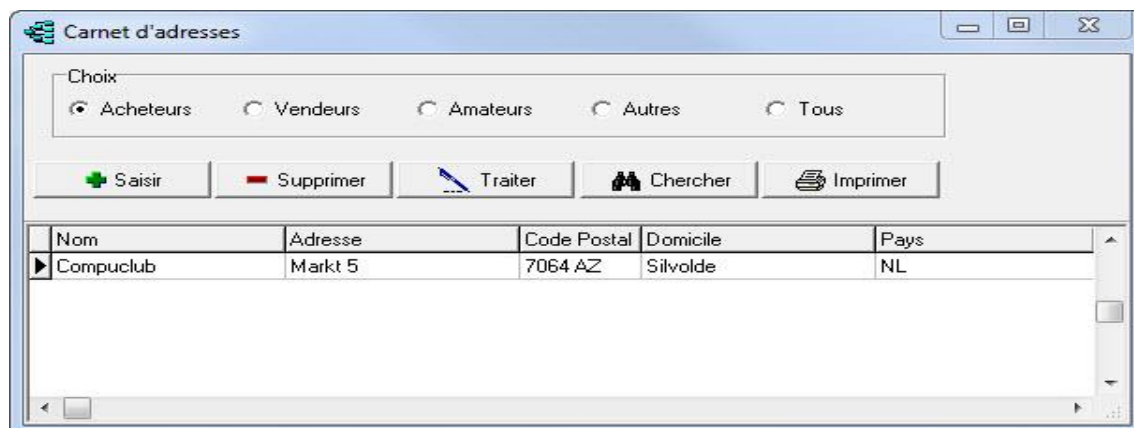 Carnet d'adresses
Choix
Acheteurs Vendeurs Amateurs Autres Tous
Saisir Supprimer Traiter Chercher Imprimer
Nom Adresse Code Postal Domicile Pays
Compuclub Markt 5 7064 AZ Silvolde NL